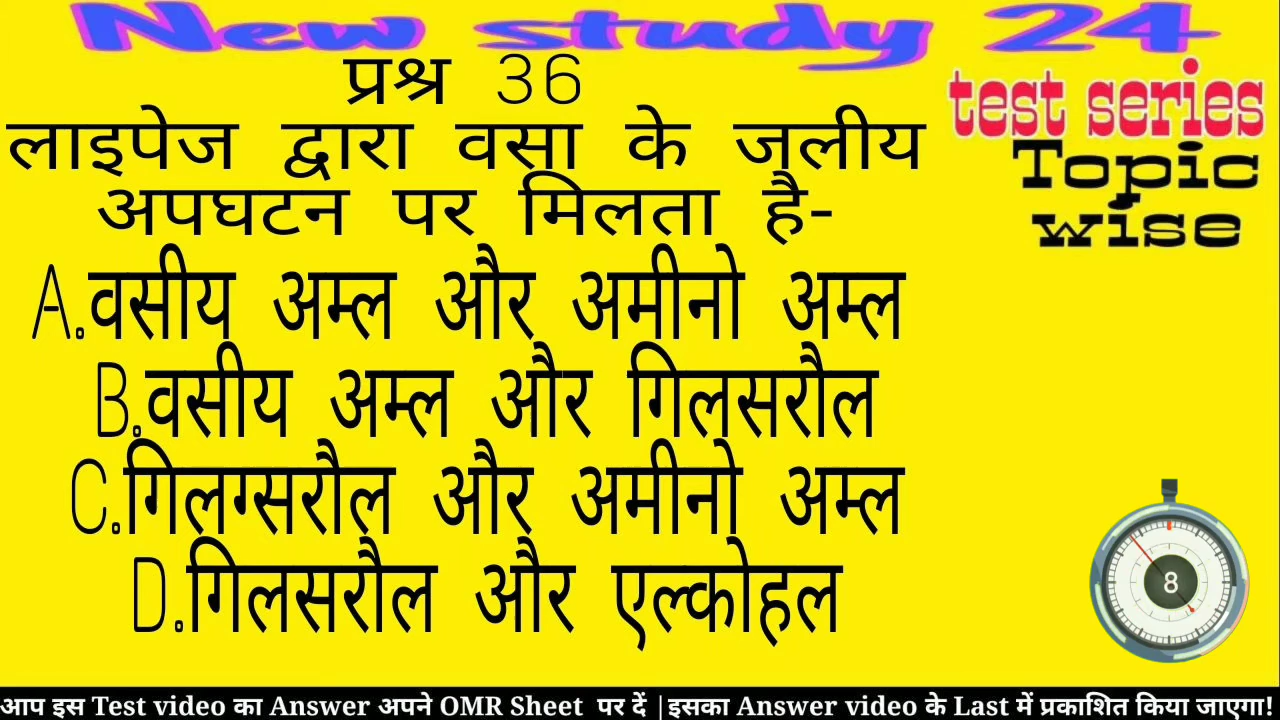 New study 24
test series
Topic
wise
प्रश्न 36
लाइपेज द्वारा वसा के जलीय
अपघटन पर मिलता है-
A.वसीय अम्ल और अमीनो अम्ल
B.वसीय अम्ल और गिलसरौल
C.गिलग्सरौल और अमीनो अम्ल
D.गिलसरौल और एल्कोहल
8
आप इस Test video का Answer अपने OMR Sheet पर दें |इसका Answer video के Last में प्रकाशित किया जाएगा!